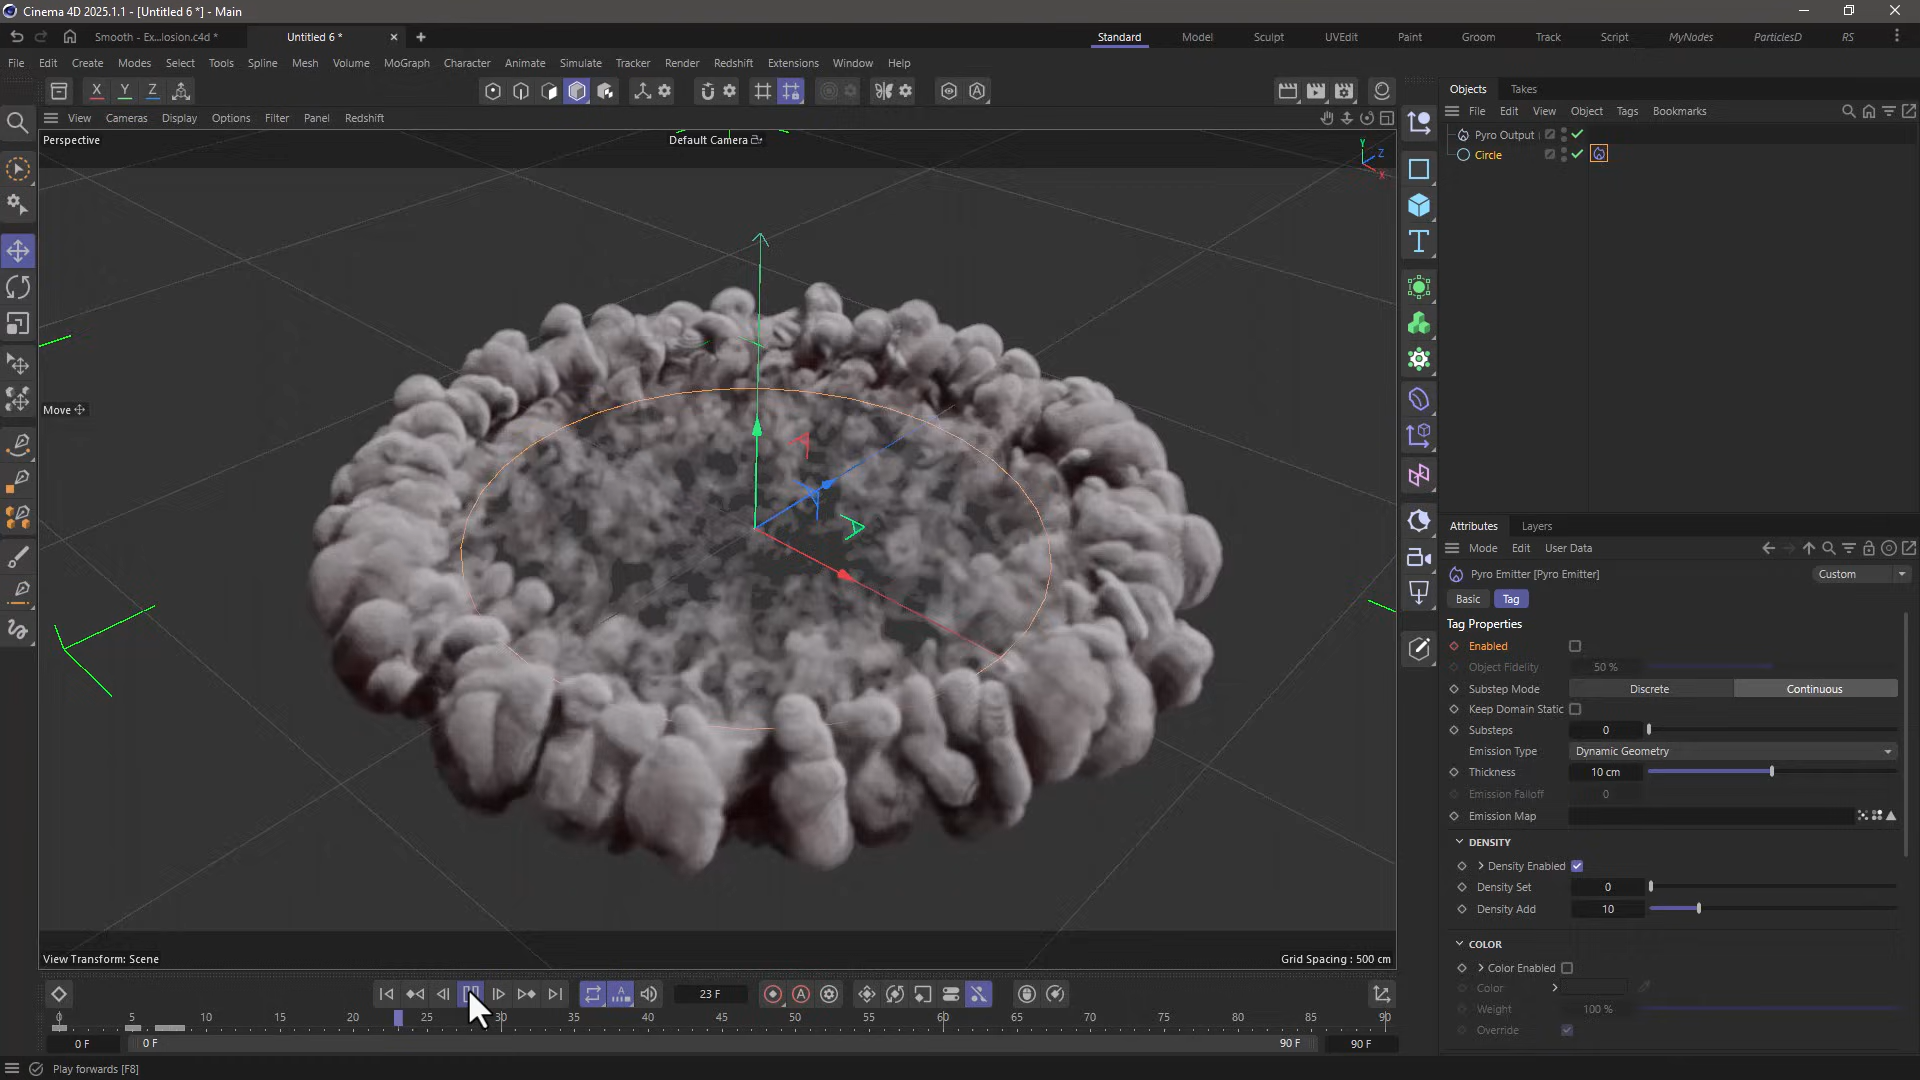 Cinema 4D 2025.1.1 - [Untitled 6 *] - Main
Smooth - Ex...losion.c4d *
Untitled 6 *
Standard
Model
Sculpt
UVEdit
Paint
Groom
Track
Script
MyNodes
ParticlesD
RS
File Edit Create Modes Select Tools Spline Mesh Volume MoGraph Character Animate Simulate Tracker Render Redshift Extensions Window Help
X Y Z
Objects Takes
View Cameras Display Options Filter Panel Redshift
File Edit View Object Tags Bookmarks
Perspective
Default Camera
Y
Z
X
Pyro Output
Circle
Move
Attributes Layers
Mode Edit User Data
Pyro Emitter [Pyro Emitter]
Custom
Basic Tag
Tag Properties
Enabled
Object Fidelity 50 %
Substep Mode Discrete Continuous
Keep Domain Static
Substeps 0
Emission Type Dynamic Geometry
Thickness 10 cm
Emission Falloff 0
Emission Map
DENSITY
Density Enabled
Density Set 0
Density Add 10
COLOR
Color Enabled
Color
Weight 100 %
Override
View Transform: Scene
Grid Spacing : 500 cm
23 F
0 5 10 15 20 25 30 35 40 45 50 55 60 65 70 75 80 85 90
0 F
0 F
90 F
90 F
Play forwards [F8]